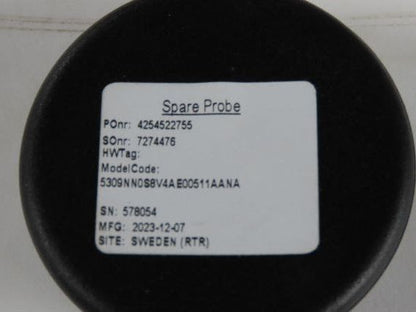 Spare Probe
POnr: 4254522755
SOnr: 7274476
HWTag:
ModelCode:
5309NN0S8V4AE00511AANA
SN: 578054
MFG: 2023-12-07
SITE: SWEDEN (RTR)